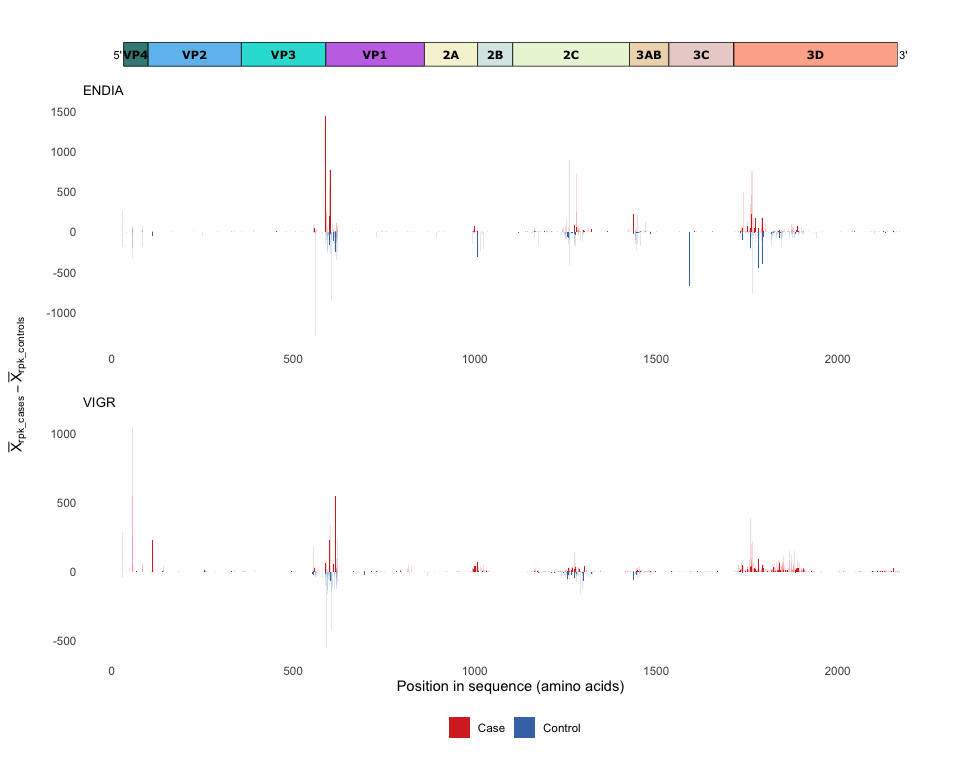 5' VP4 VP2 VP3 VP1 2A 2B 2C 3AB 3C 3D 3'
ENDIA
1500
1000
500
0
-500
-1000
0 500 1000 1500 2000
X̅rpk_cases − X̅rpk_controls
VIGR
1000
500
0
-500
0 500 1000 1500 2000
Position in sequence (amino acids)
Case Control